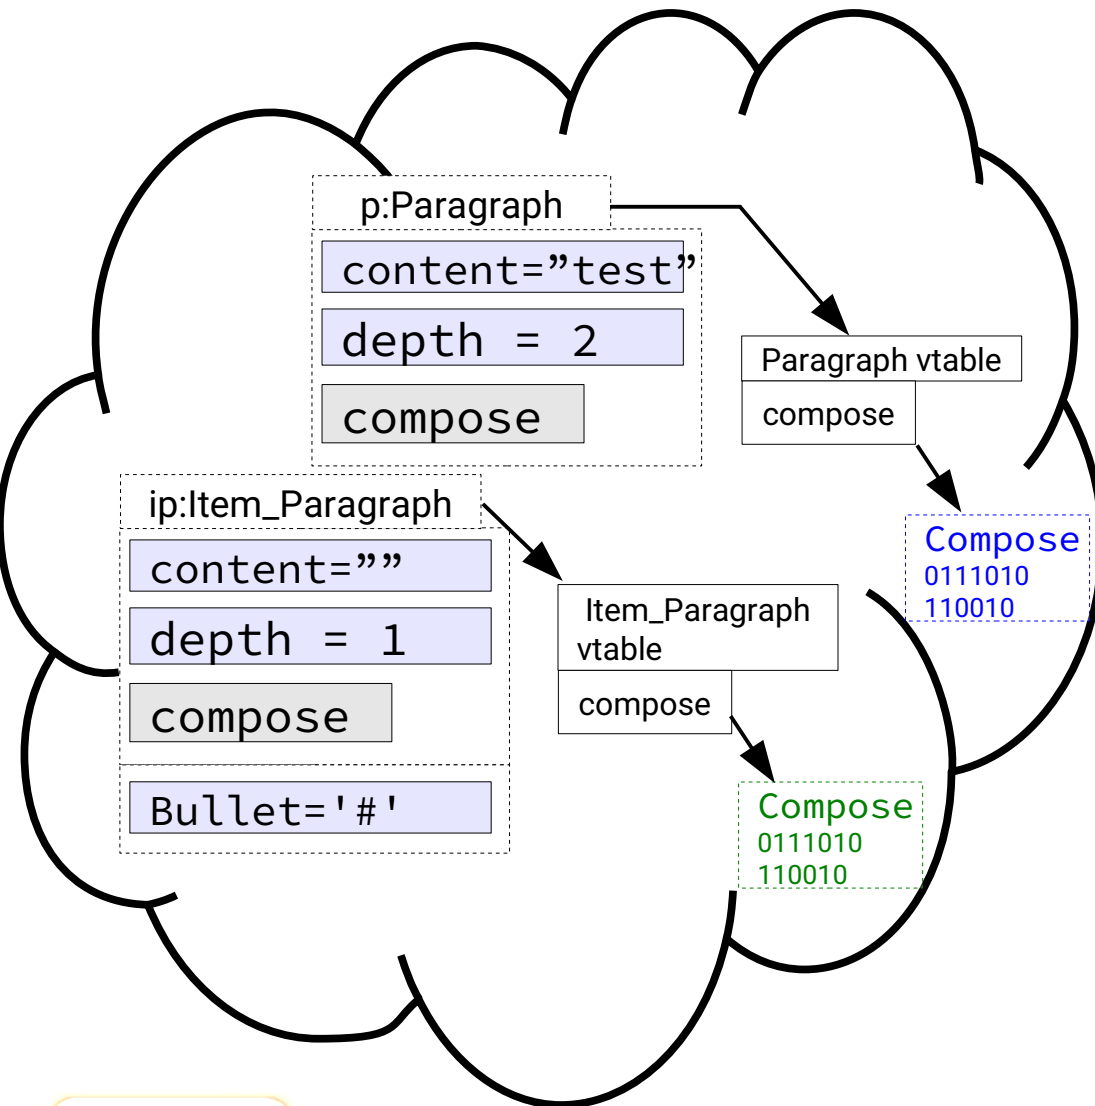 p:Paragraph
content=”test”
depth = 2
compose
Paragraph vtable
compose
Compose
0111010
110010
ip:Item_Paragraph
content=””
depth = 1
compose
Bullet='#'
Item_Paragraph
vtable
compose
Compose
0111010
110010